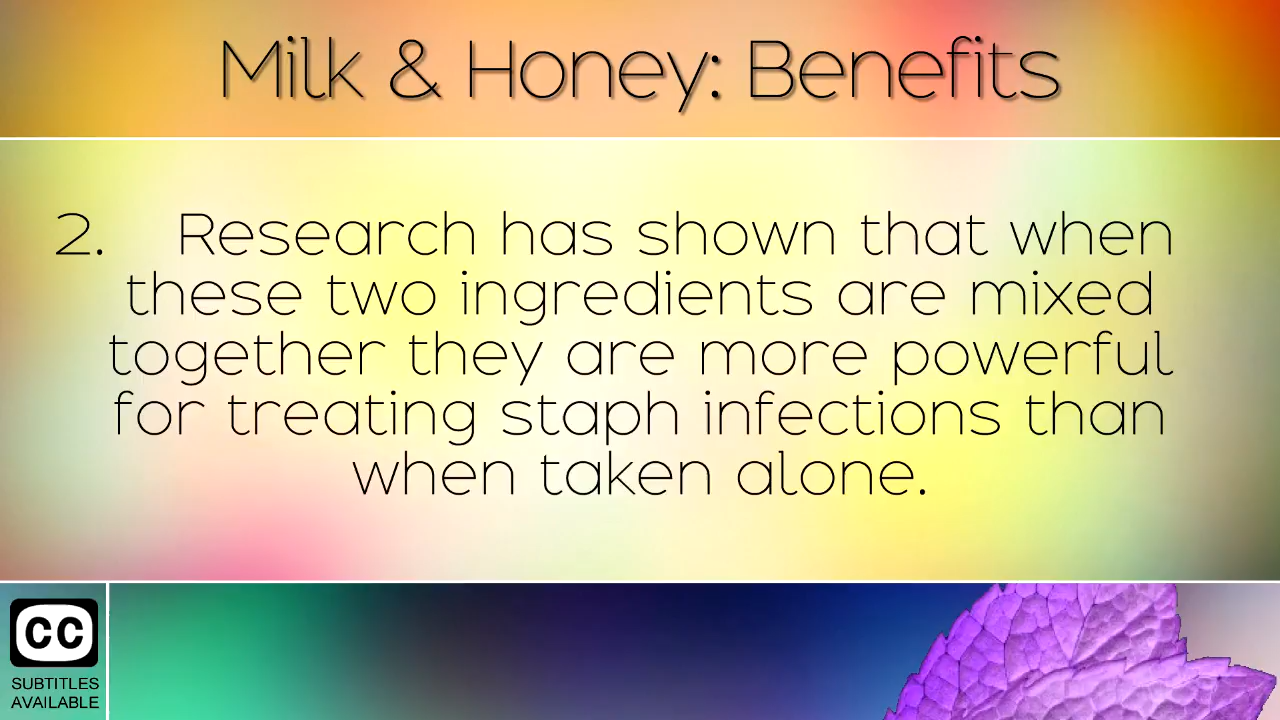 Milk & Honey: Benefits
2. Research has shown that when
these two ingredients are mixed
together they are more powerful
for treating staph infections than
when taken alone.
CC
SUBTITLES
AVAILABLE